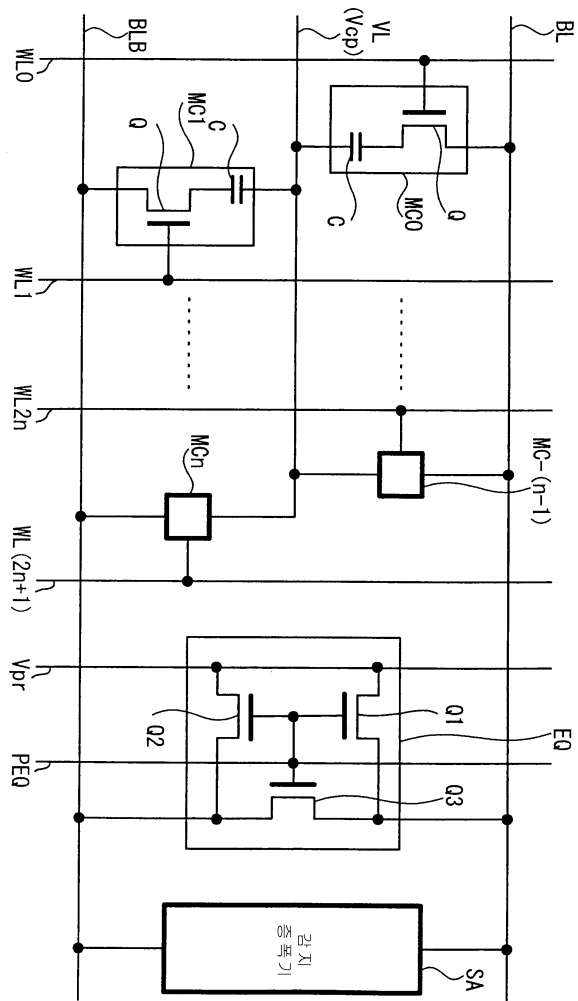 BL
VL
(Vcp)
BLB
WL0
Q
MC0
C
C
MC1
Q
WL1
WL2n
MC-(n-1)
MCn
WL(2n+1)
Vpr
EQ
Q1
Q2
PEQ
Q3
감지
증폭기
SA